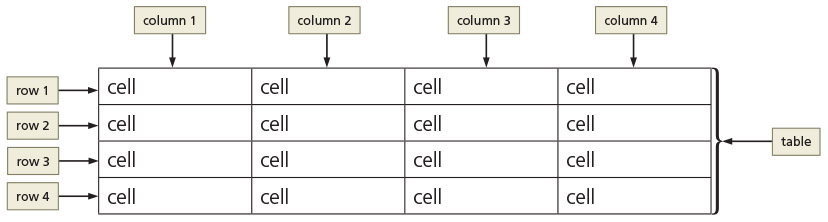 column 1 column 2 column 3 column 4
row 1 cell cell cell cell
row 2 cell cell cell cell
table
row 3 cell cell cell cell
row 4 cell cell cell cell